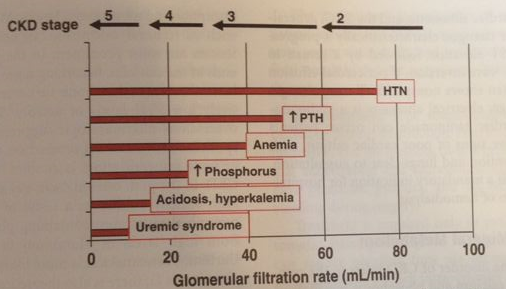 CKD stage 5 4 3 2
HTN
↑ PTH
Anemia
↑ Phosphorus
Acidosis, hyperkalemia
Uremic syndrome
0 20 40 60 80 100
Glomerular filtration rate (mL/min)